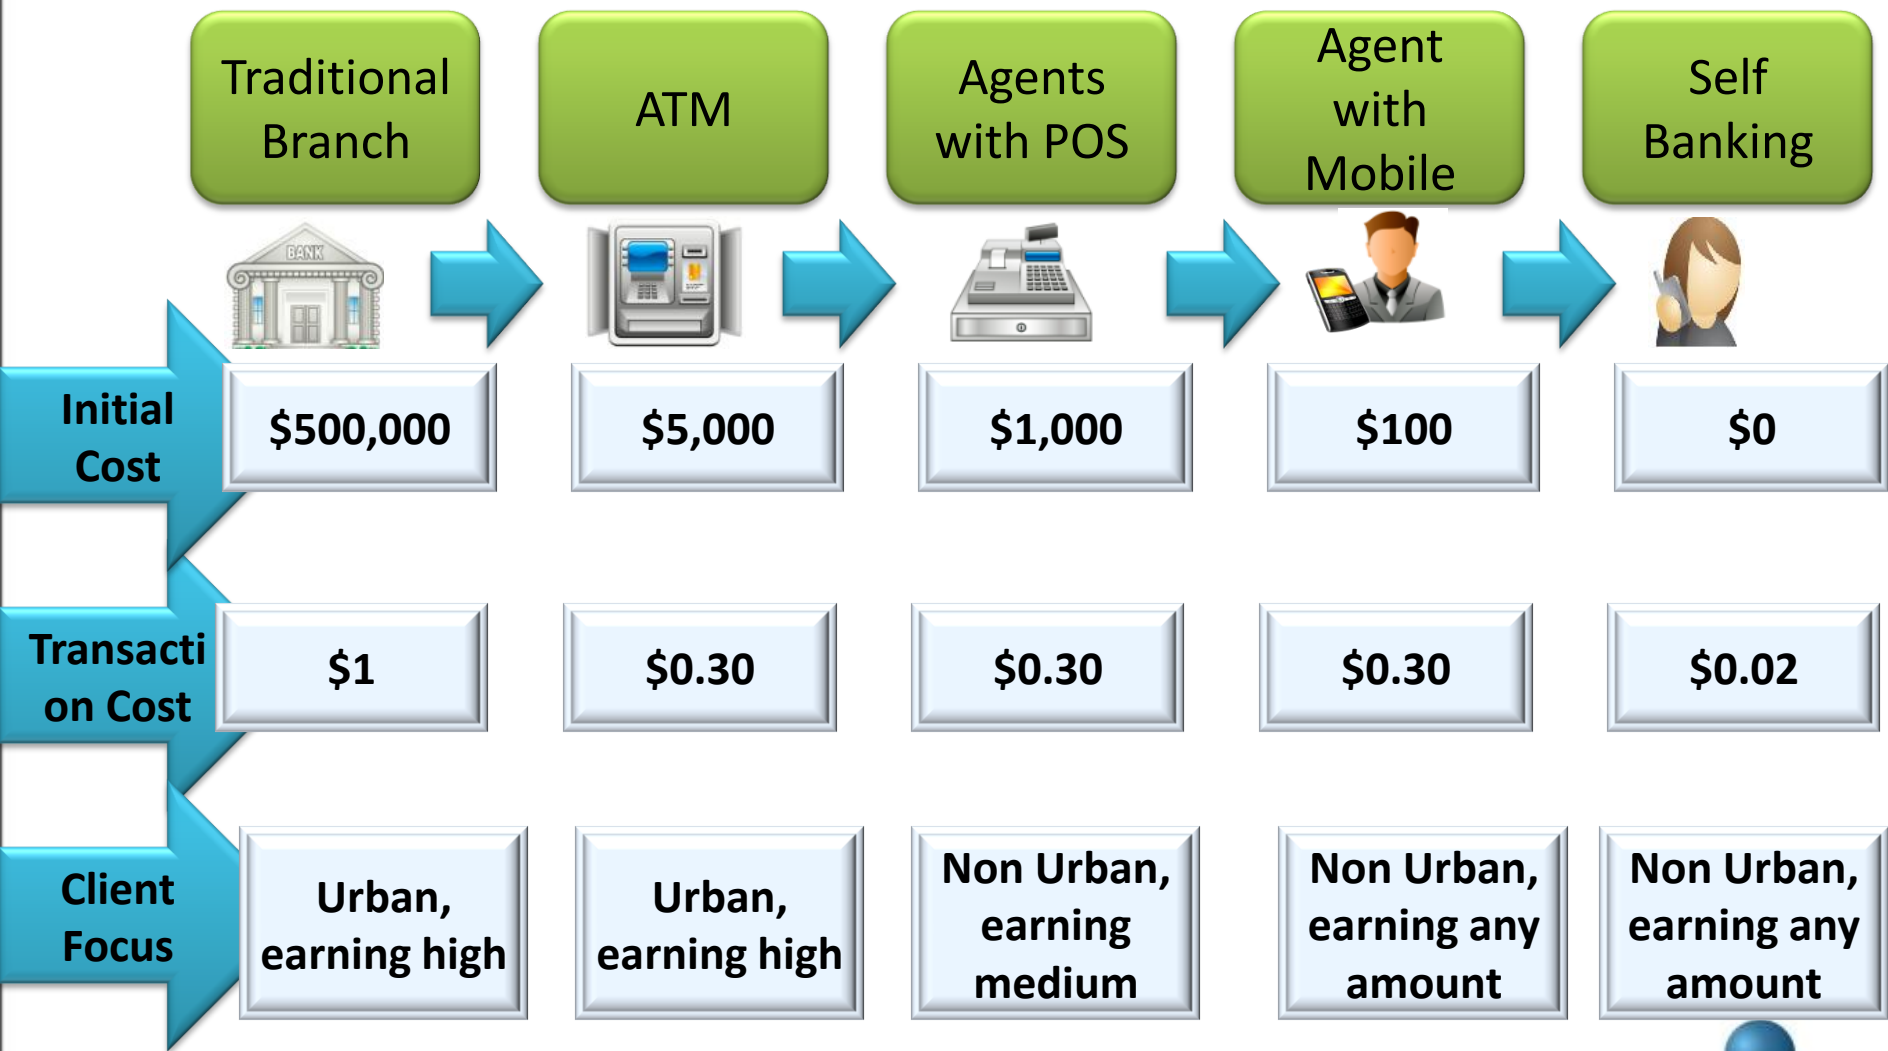 Traditional
Branch
ATM
Agents
with POS
Agent
with
Mobile
Self
Banking
BANK
Initial
Cost
$500,000
$5,000
$1,000
$100
$0
Transacti
on Cost
$1
$0.30
$0.30
$0.30
$0.02
Client
Focus
Urban,
earning high
Urban,
earning high
Non Urban,
earning
medium
Non Urban,
earning any
amount
Non Urban,
earning any
amount